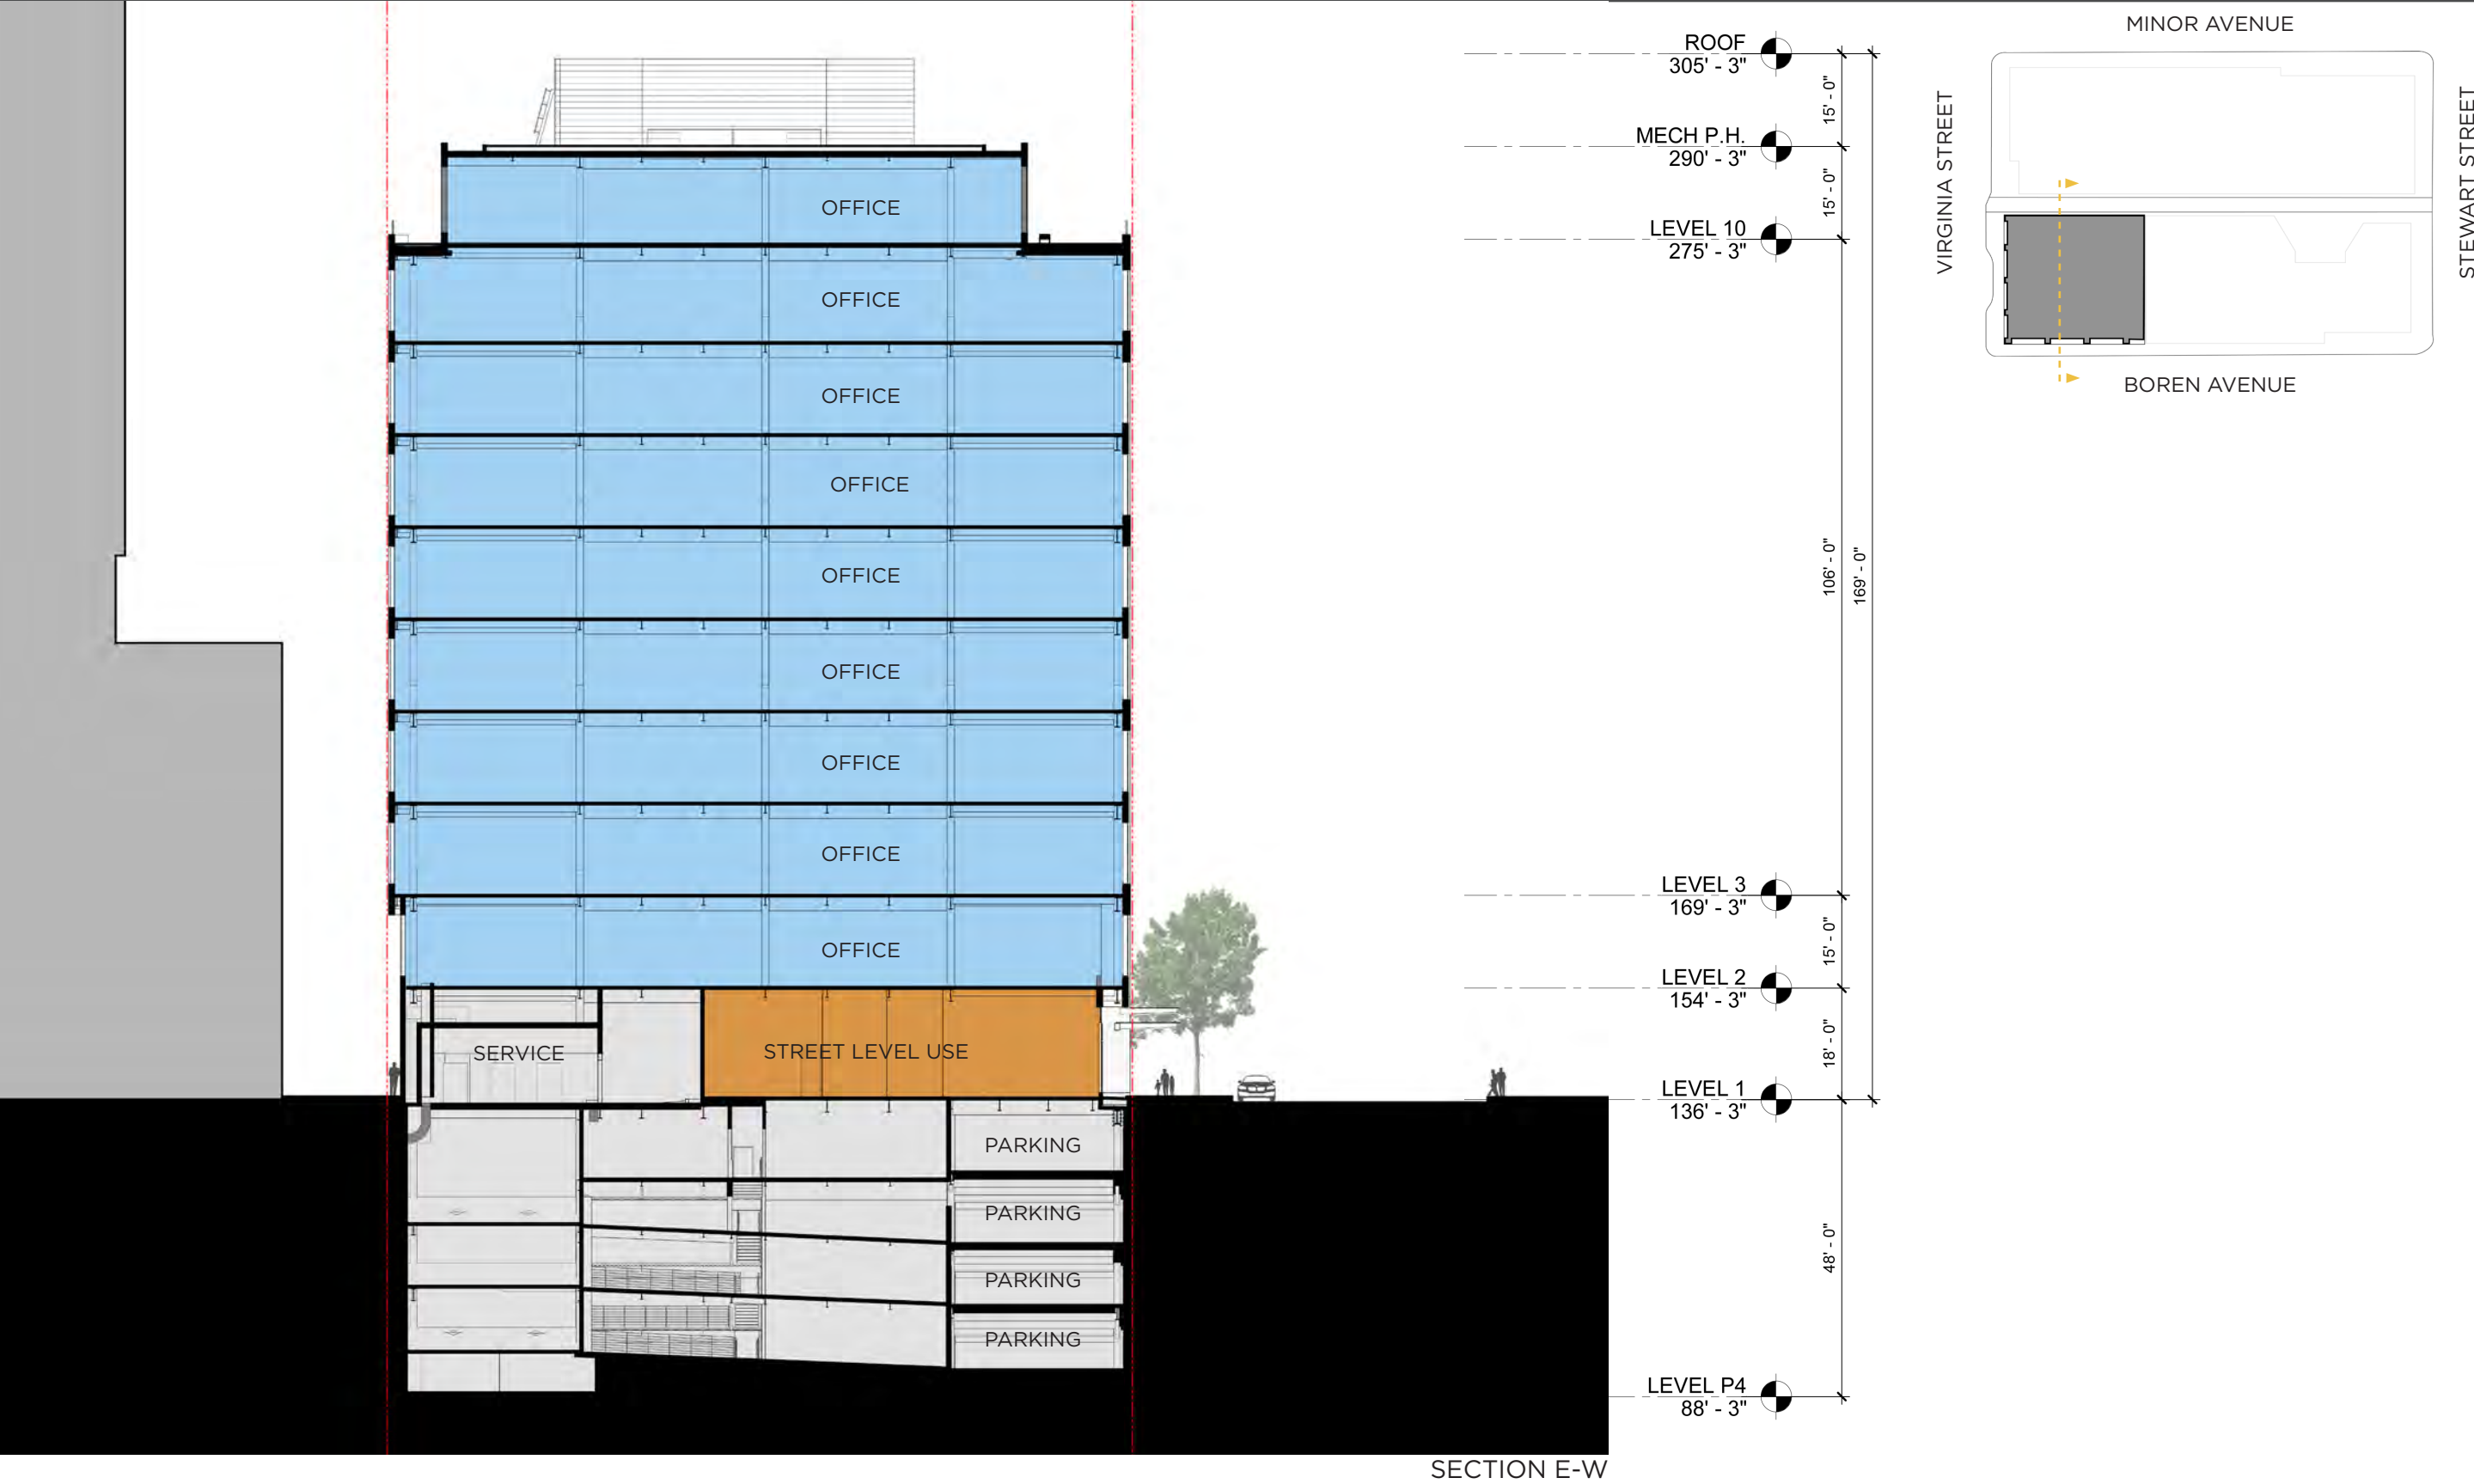 MINOR AVENUE
VIRGINIA STREET
STEWART STREET
BOREN AVENUE
ROOF
305' - 3"
15' - 0"
MECH P.H.
290' - 3"
15' - 0"
LEVEL 10
275' - 3"
106' - 0"
169' - 0"
LEVEL 3
169' - 3"
15' - 0"
LEVEL 2
154' - 3"
18' - 0"
LEVEL 1
136' - 3"
48' - 0"
LEVEL P4
88' - 3"
OFFICE
OFFICE
OFFICE
OFFICE
OFFICE
OFFICE
OFFICE
OFFICE
OFFICE
SERVICE
STREET LEVEL USE
PARKING
PARKING
PARKING
PARKING
SECTION E-W